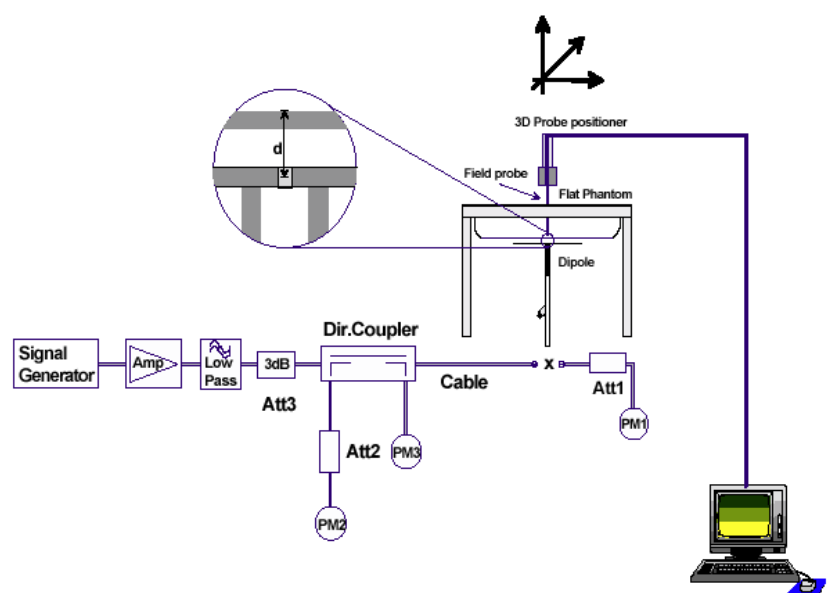 3D Probe positioner
d
Field probe
Flat Phantom
Dipole
Signal
Generator
Amp
Low
Pass
3dB
Att3
Dir.Coupler
Cable
x
Att1
PM1
Att2
PM3
PM2